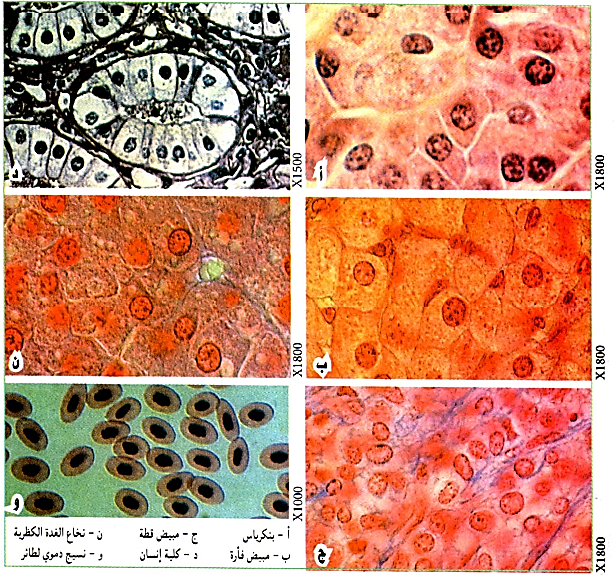 أ
X1800
د
X1500
ب
X1800
ن
X1800
ج
X1800
و
X1000
أ - بنكرياس
ب - مبيض فأرة
ج - مبيض قطة
د - كلية إنسان
ن - نخاع الغدة الكظرية
و - نسيج دموي لطائر